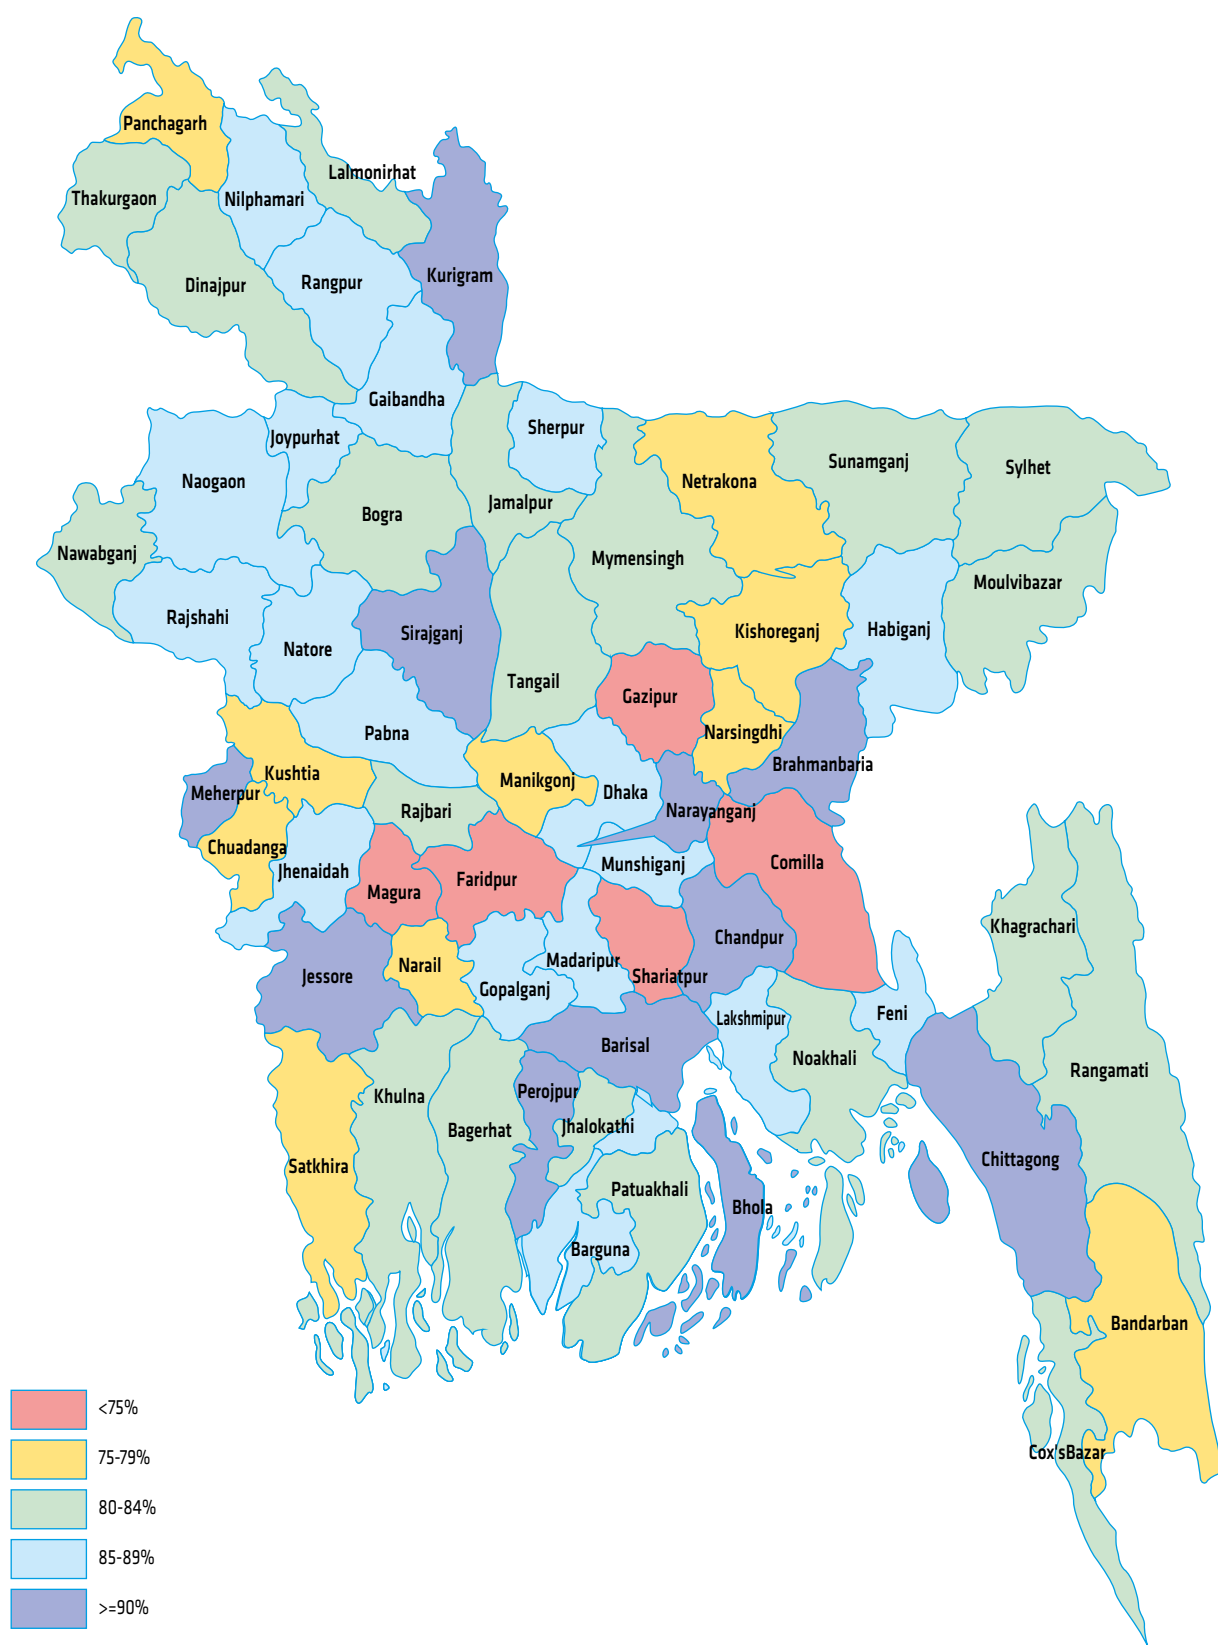 Panchagarh
Lalmonirhat
Thakurgaon
Nilphamari
Kurigram
Dinajpur
Rangpur
Gaibandha
Sherpur
Joypurhat
Naogaon
Netrakona
Sunamganj
Sylhet
Jamalpur
Bogra
Nawabganj
Mymensingh
Moulvibazar
Rajshahi
Sirajganj
Kishoreganj
Habiganj
Natore
Tangail
Gazipur
Pabna
Narsingdhi
Brahmanbaria
Kushtia
Manikgonj
Meherpur
Dhaka
Rajbari
Narayanganj
Chuadanga
Jhenaidah
Munshiganj
Comilla
Magura
Faridpur
Khagrachari
Chandpur
Madaripur
Narail
Jessore
Shariatpur
Gopalganj
Lakshmipur
Feni
Barisal
Noakhali
Rangamati
Khulna
Perojpur
Jhalokathi
Bagerhat
Chittagong
Satkhira
Patuakhali
Bhola
Barguna
Bandarban
Cox'sBazar
<75%
75-79%
80-84%
85-89%
>=90%